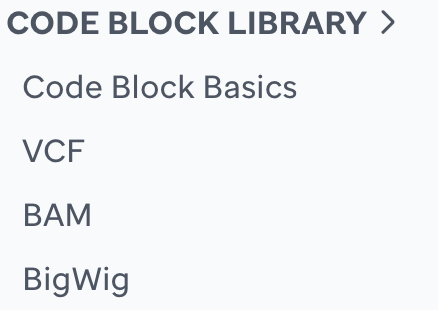 CODE BLOCK LIBRARY >
Code Block Basics
VCF
BAM
BigWig